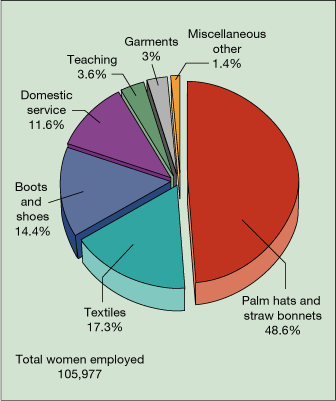 Miscellaneous
other
1.4%
Garments
3%
Teaching
3.6%
Domestic
service
11.6%
Boots
and
shoes
14.4%
Textiles
17.3%
Palm hats and
straw bonnets
48.6%
Total women employed
105,977